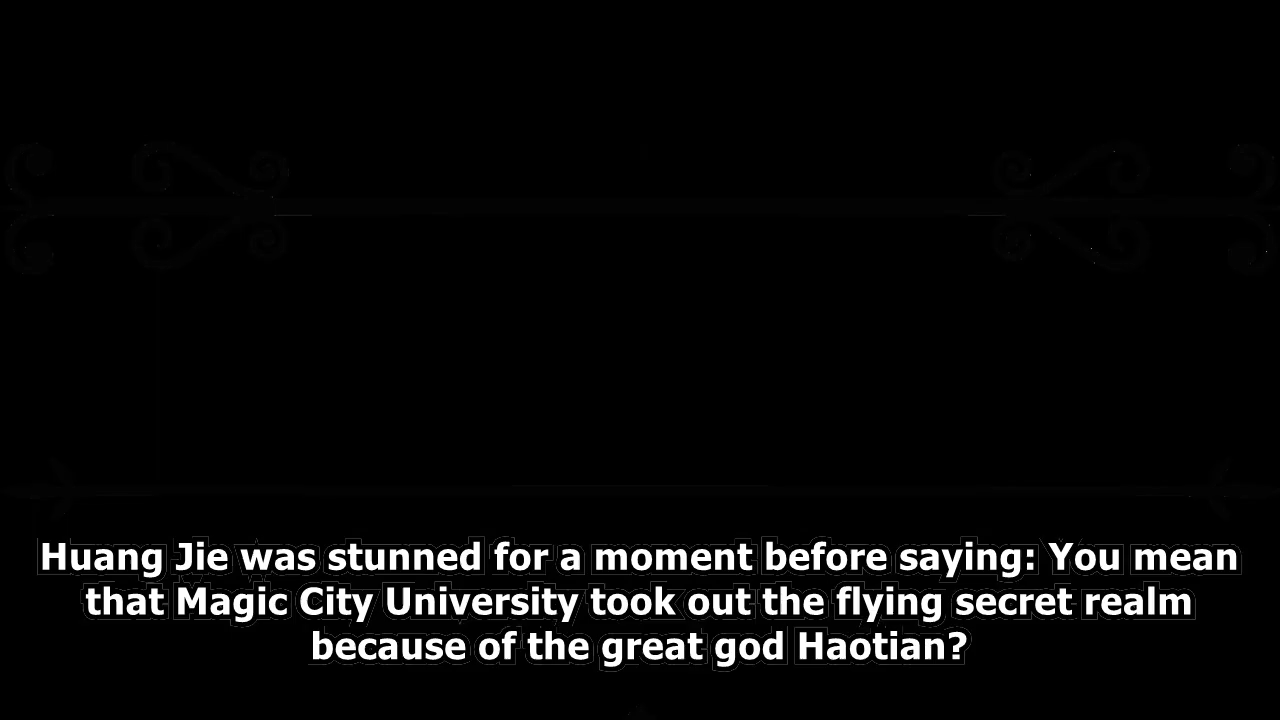 Huang Jie was stunned for a moment before saying: You mean
that Magic City University took out the flying secret realm
because of the great god Haotian?